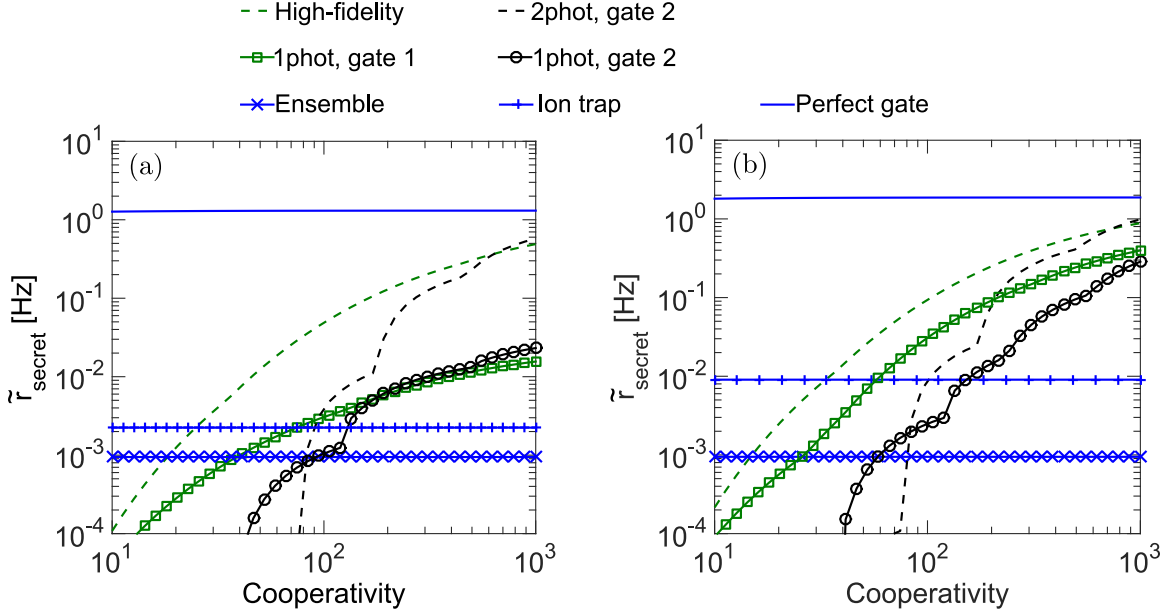 High-fidelity 2phot, gate 2
1phot, gate 1 1phot, gate 2
Ensemble Ion trap Perfect gate
(a)
10^1
10^0
10^-1
10^-2
10^-3
10^-4
r̃_secret [Hz]
10^1 10^2 10^3
Cooperativity
(b)
10^1
10^0
10^-1
10^-2
10^-3
10^-4
r̃_secret [Hz]
10^1 10^2 10^3
Cooperativity